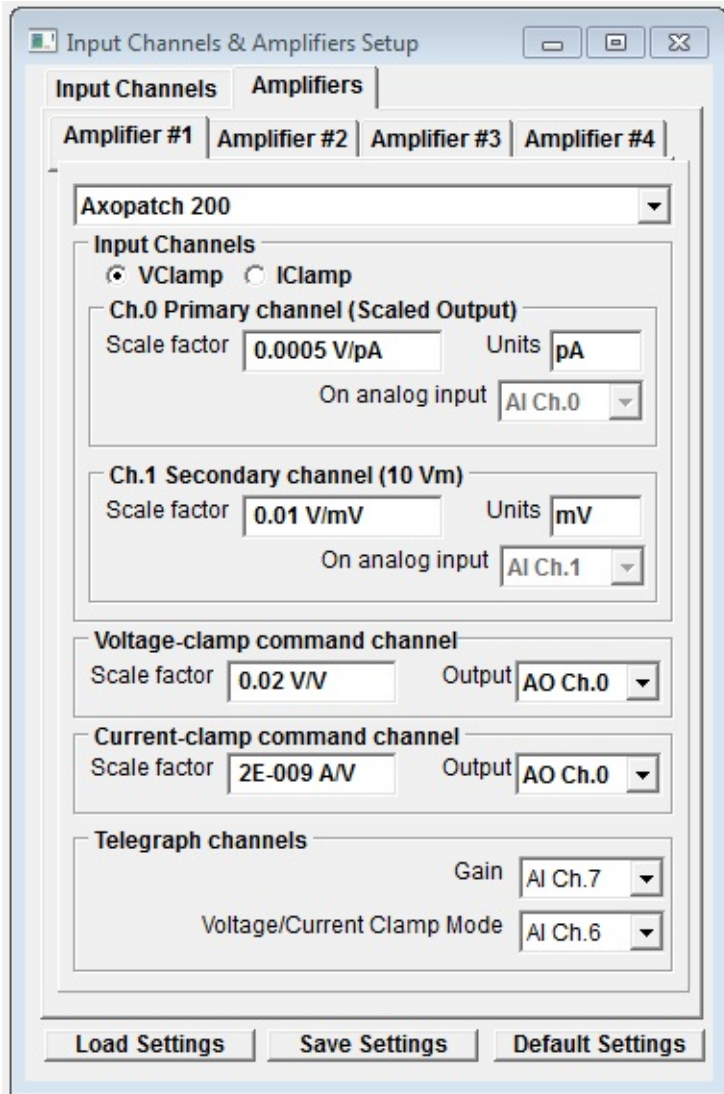 Input Channels & Amplifiers Setup
Input Channels Amplifiers
Amplifier #1 Amplifier #2 Amplifier #3 Amplifier #4
Axopatch 200
Input Channels
VClamp IClamp
Ch.0 Primary channel (Scaled Output)
Scale factor 0.0005 V/pA Units pA
On analog input AI Ch.0
Ch.1 Secondary channel (10 Vm)
Scale factor 0.01 V/mV Units mV
On analog input AI Ch.1
Voltage-clamp command channel
Scale factor 0.02 V/V Output AO Ch.0
Current-clamp command channel
Scale factor 2E-009 A/V Output AO Ch.0
Telegraph channels
Gain AI Ch.7
Voltage/Current Clamp Mode AI Ch.6
Load Settings Save Settings Default Settings